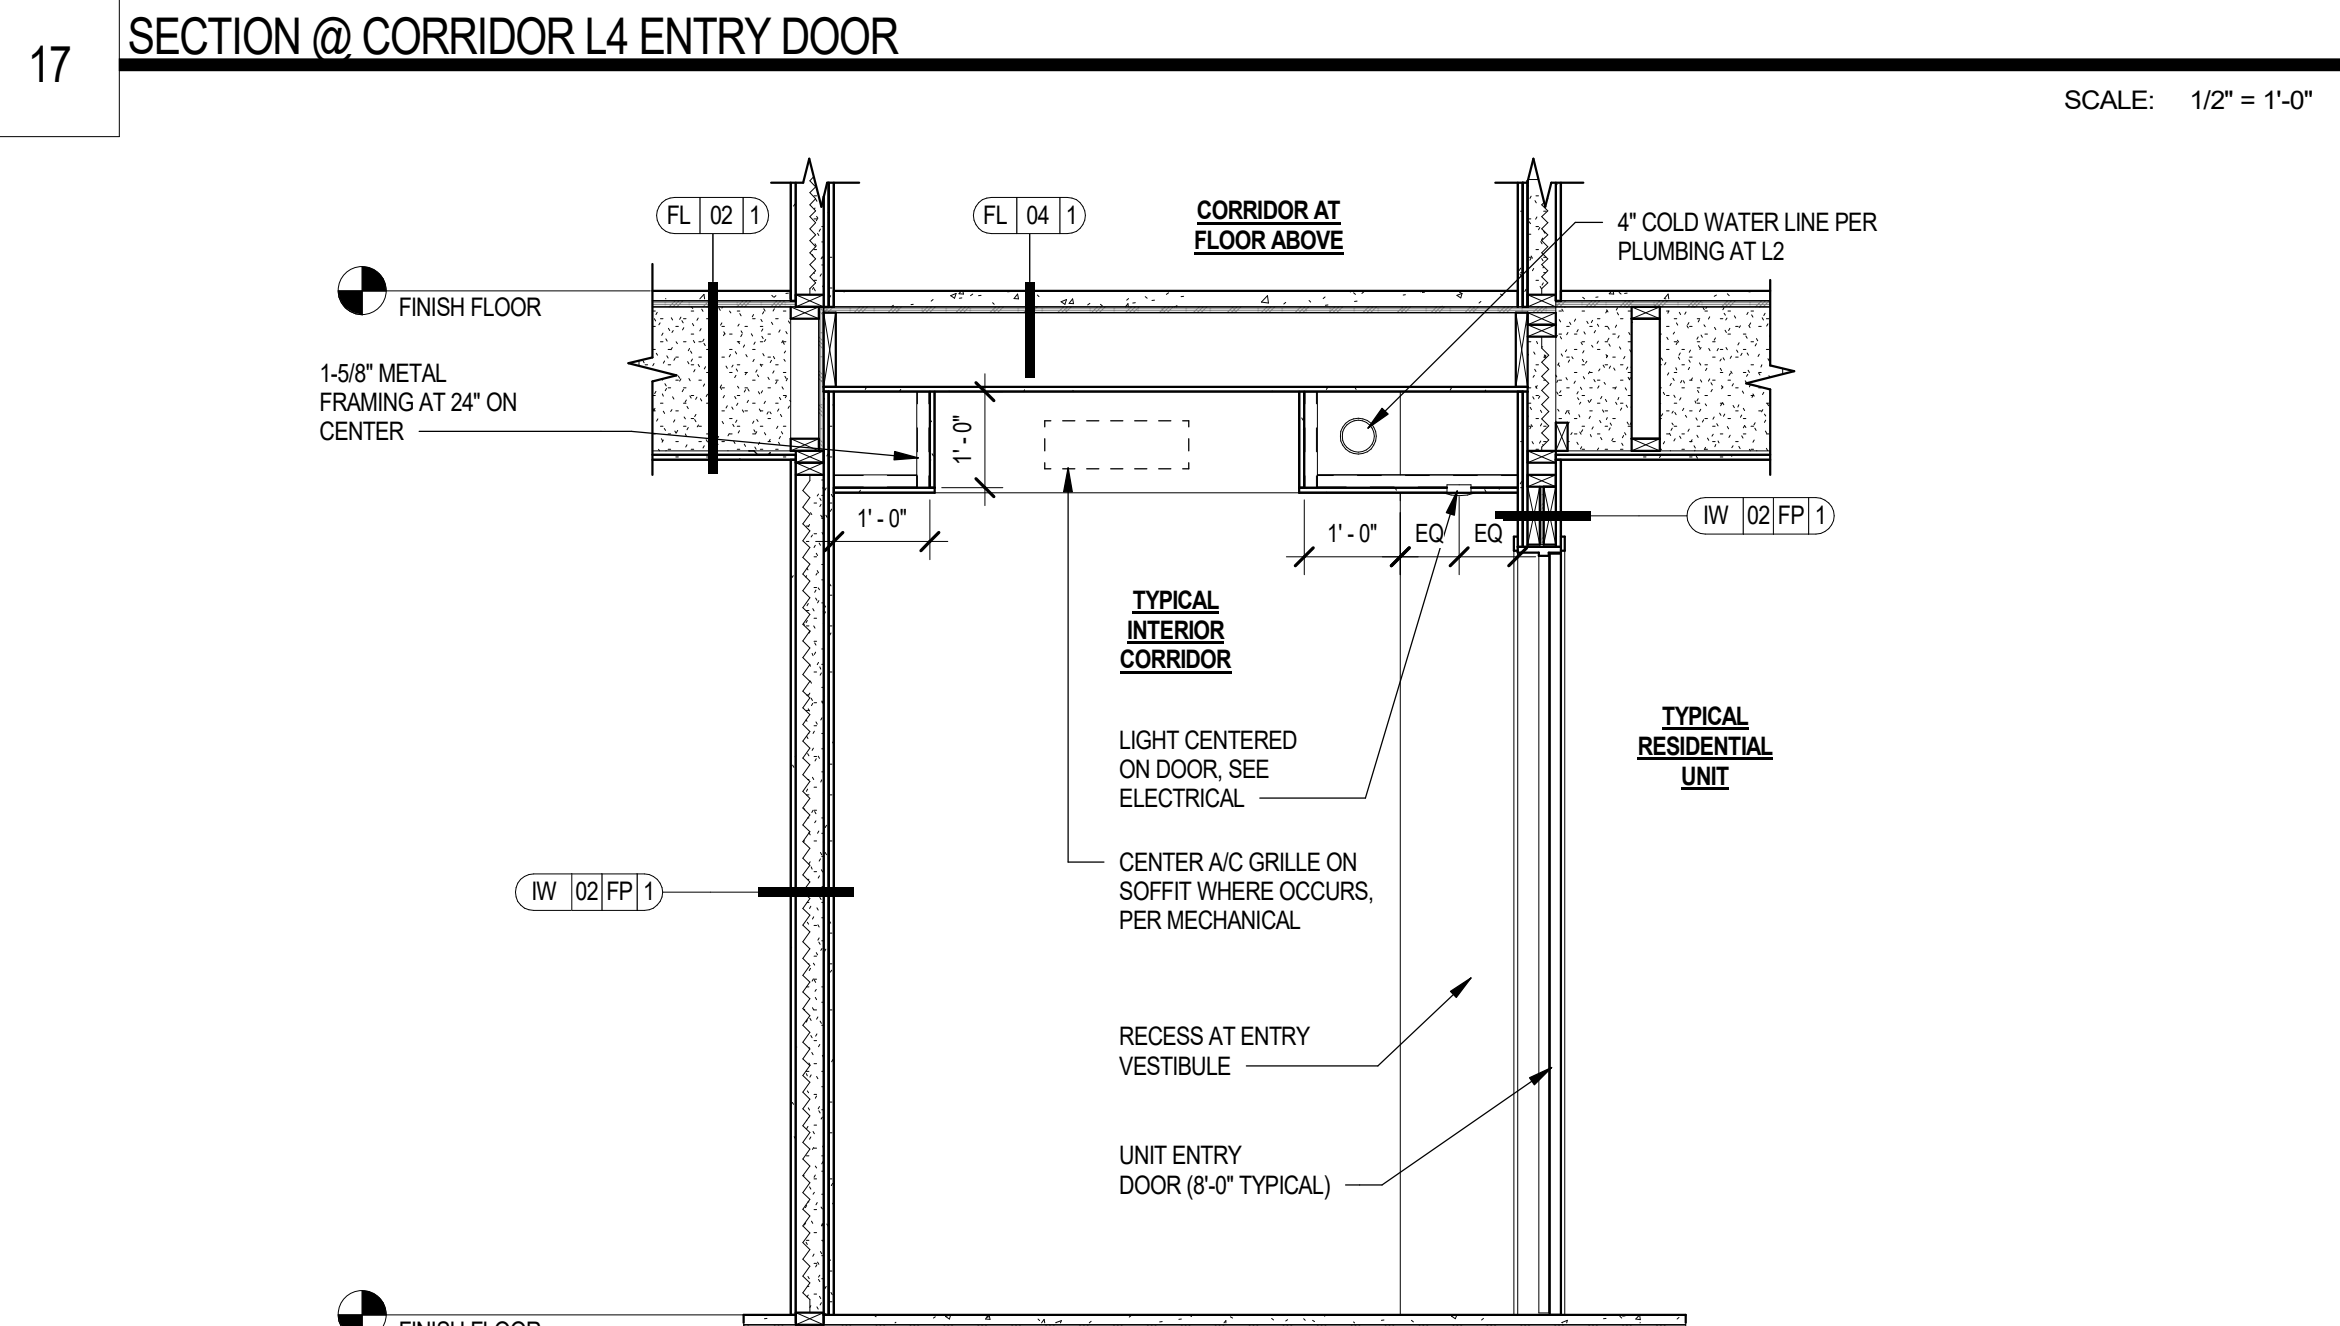 17
SECTION @ CORRIDOR L4 ENTRY DOOR
SCALE: 1/2" = 1'-0"
FL 02 1
FL 04 1
CORRIDOR AT
FLOOR ABOVE
4" COLD WATER LINE PER
PLUMBING AT L2
FINISH FLOOR
1-5/8" METAL
FRAMING AT 24" ON
CENTER
1' - 0"
1' - 0"
1' - 0"
EQ
EQ
IW 02 FP 1
TYPICAL
INTERIOR
CORRIDOR
TYPICAL
RESIDENTIAL
UNIT
LIGHT CENTERED
ON DOOR, SEE
ELECTRICAL
CENTER A/C GRILLE ON
SOFFIT WHERE OCCURS,
PER MECHANICAL
IW 02 FP 1
RECESS AT ENTRY
VESTIBULE
UNIT ENTRY
DOOR (8'-0" TYPICAL)
FINISH FLOOR